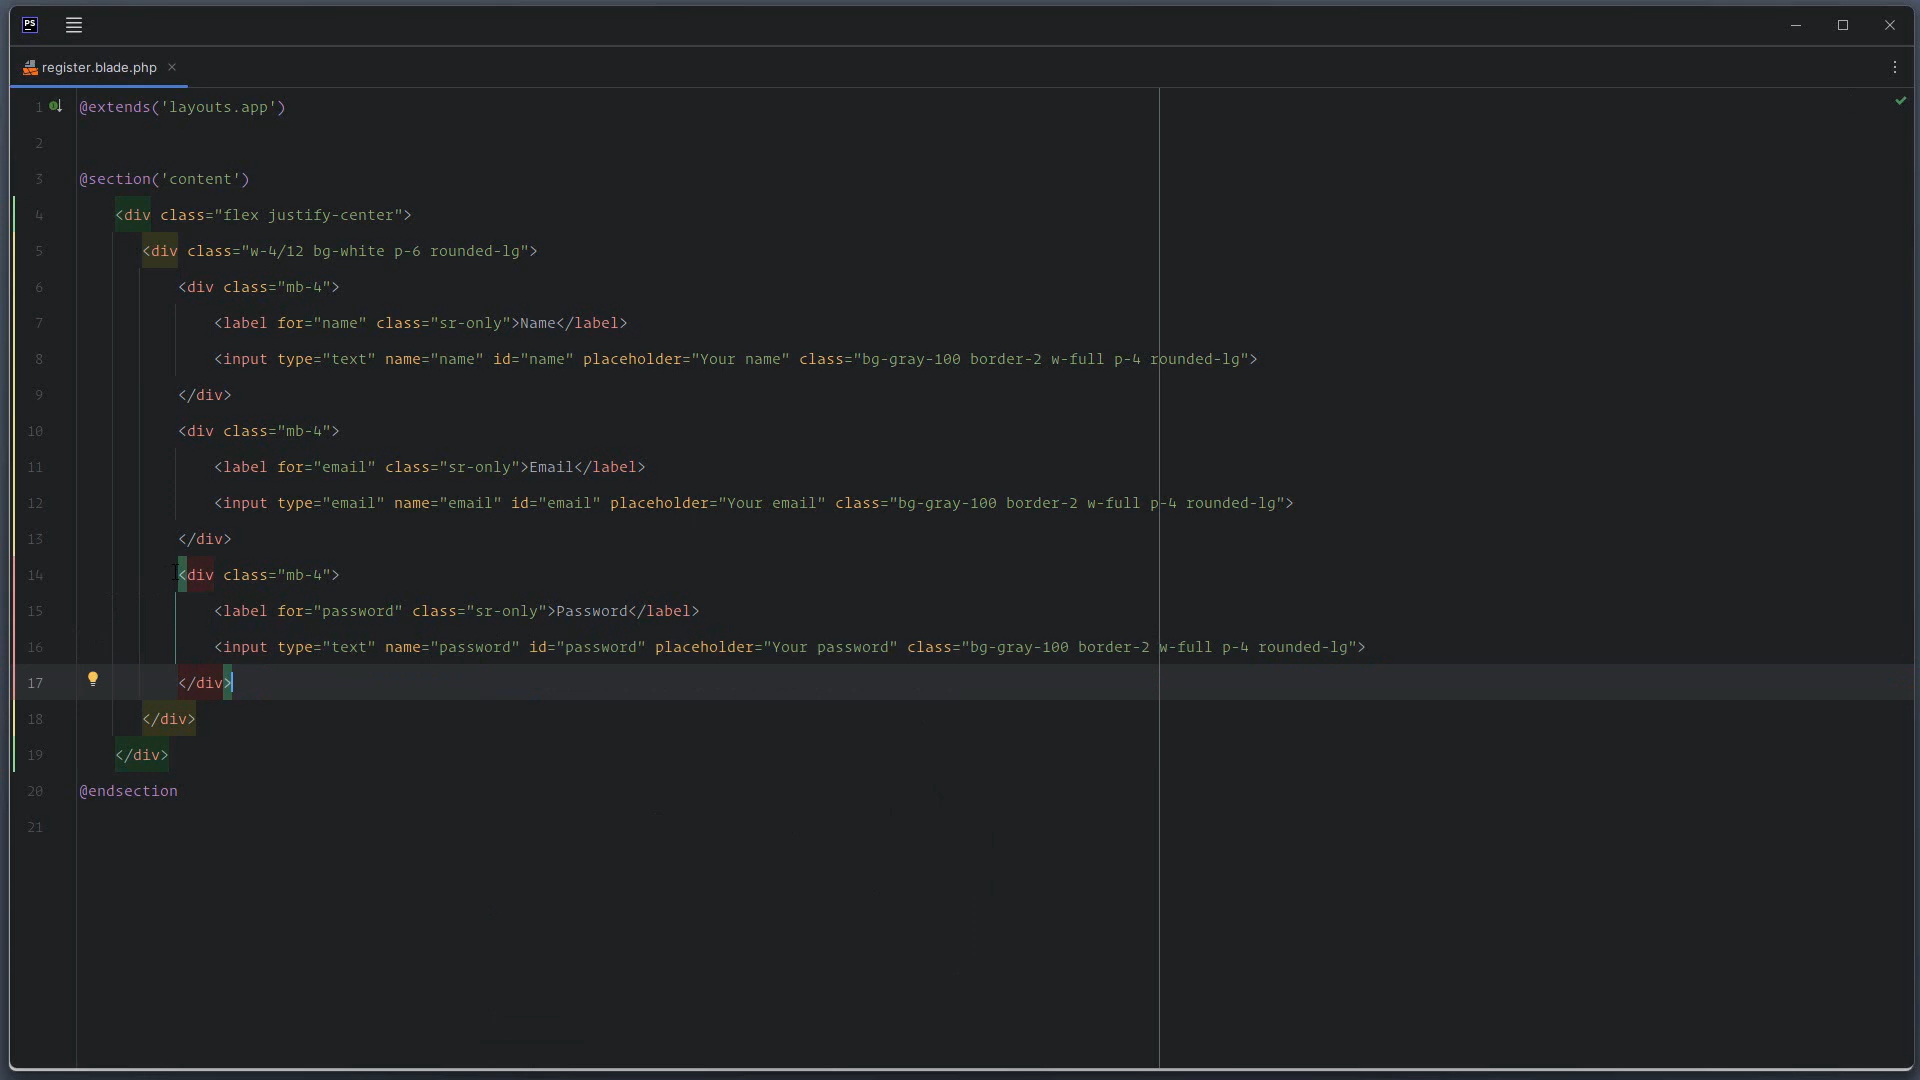 PS
register.blade.php
1 @extends('layouts.app')
2
3 @section('content')
4 <div class="flex justify-center">
5 <div class="w-4/12 bg-white p-6 rounded-lg">
6 <div class="mb-4">
7 <label for="name" class="sr-only">Name</label>
8 <input type="text" name="name" id="name" placeholder="Your name" class="bg-gray-100 border-2 w-full p-4 rounded-lg">
9 </div>
10 <div class="mb-4">
11 <label for="email" class="sr-only">Email</label>
12 <input type="email" name="email" id="email" placeholder="Your email" class="bg-gray-100 border-2 w-full p-4 rounded-lg">
13 </div>
14 <div class="mb-4">
15 <label for="password" class="sr-only">Password</label>
16 <input type="text" name="password" id="password" placeholder="Your password" class="bg-gray-100 border-2 w-full p-4 rounded-lg">
17 </div>
18 </div>
19 </div>
20 @endsection
21